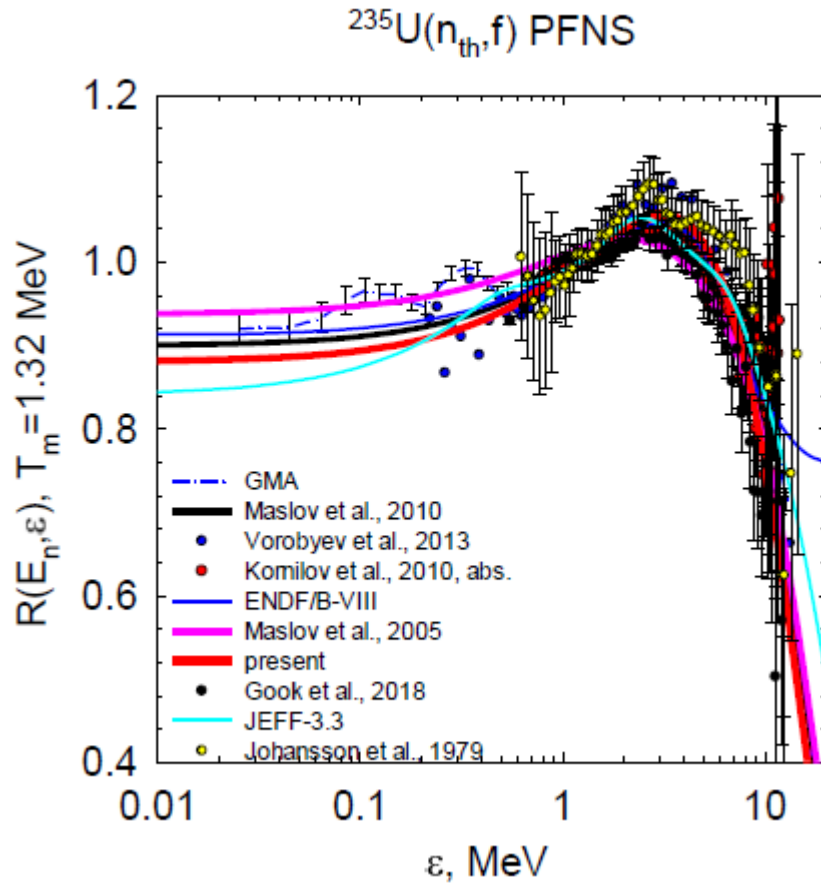 ²³⁵U(nₜₕ,f) PFNS
1.2
1.0
0.8
0.6
0.4
R(Eₙ,ε), Tₘ=1.32 MeV
GMA
Maslov et al., 2010
Vorobyev et al., 2013
Kornilov et al., 2010, abs.
ENDF/B-VIII
Maslov et al., 2005
present
Gook et al., 2018
JEFF-3.3
Johansson et al., 1979
0.01
0.1
1
10
ε, MeV